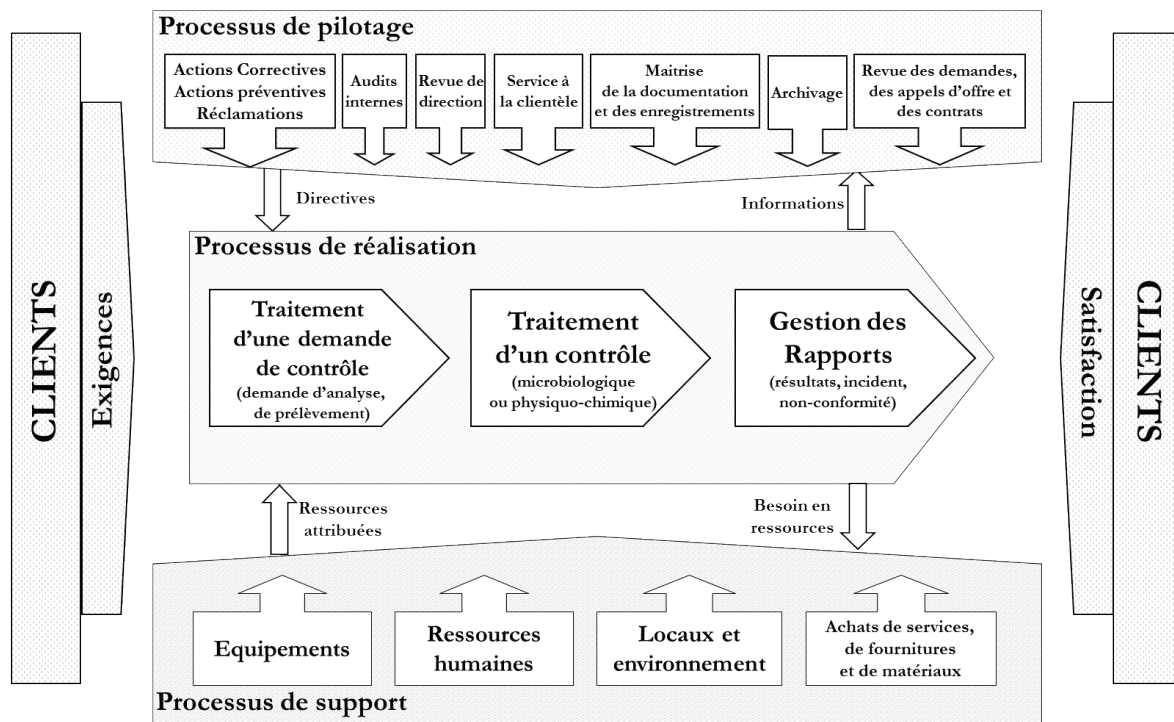 Processus de pilotage
Actions Correctives
Actions préventives
Réclamations
Audits
internes
Revue de
direction
Service à
la clientèle
Maitrise
de la documentation
et des enregistrements
Archivage
Revue des demandes,
des appels d'offre et
des contrats
Directives
Informations
CLIENTS
Exigences
Processus de réalisation
Traitement
d'une demande
de contrôle
(demande d'analyse,
de prélèvement)
Traitement
d'un contrôle
(microbiologique
ou physiquo-chimique)
Gestion des
Rapports
(résultats, incident,
non-conformité)
Satisfaction
CLIENTS
Ressources
attribuées
Besoin en
ressources
Equipements
Ressources
humaines
Locaux et
environnement
Achats de services,
de fournitures
et de matériaux
Processus de support